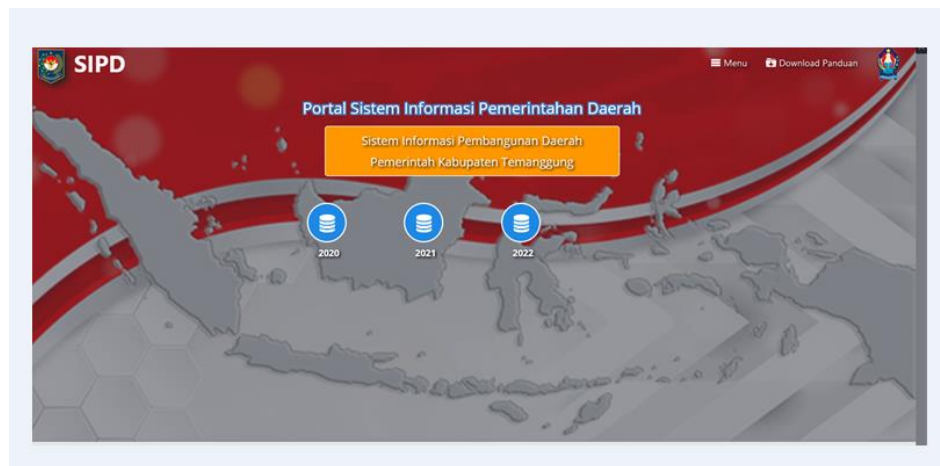 SIPD
Menu
Download Panduan
Portal Sistem Informasi Pemerintahan Daerah
Sistem Informasi Pembangunan Daerah
Pemerintah Kabupaten Temanggung
2020
2021
2022